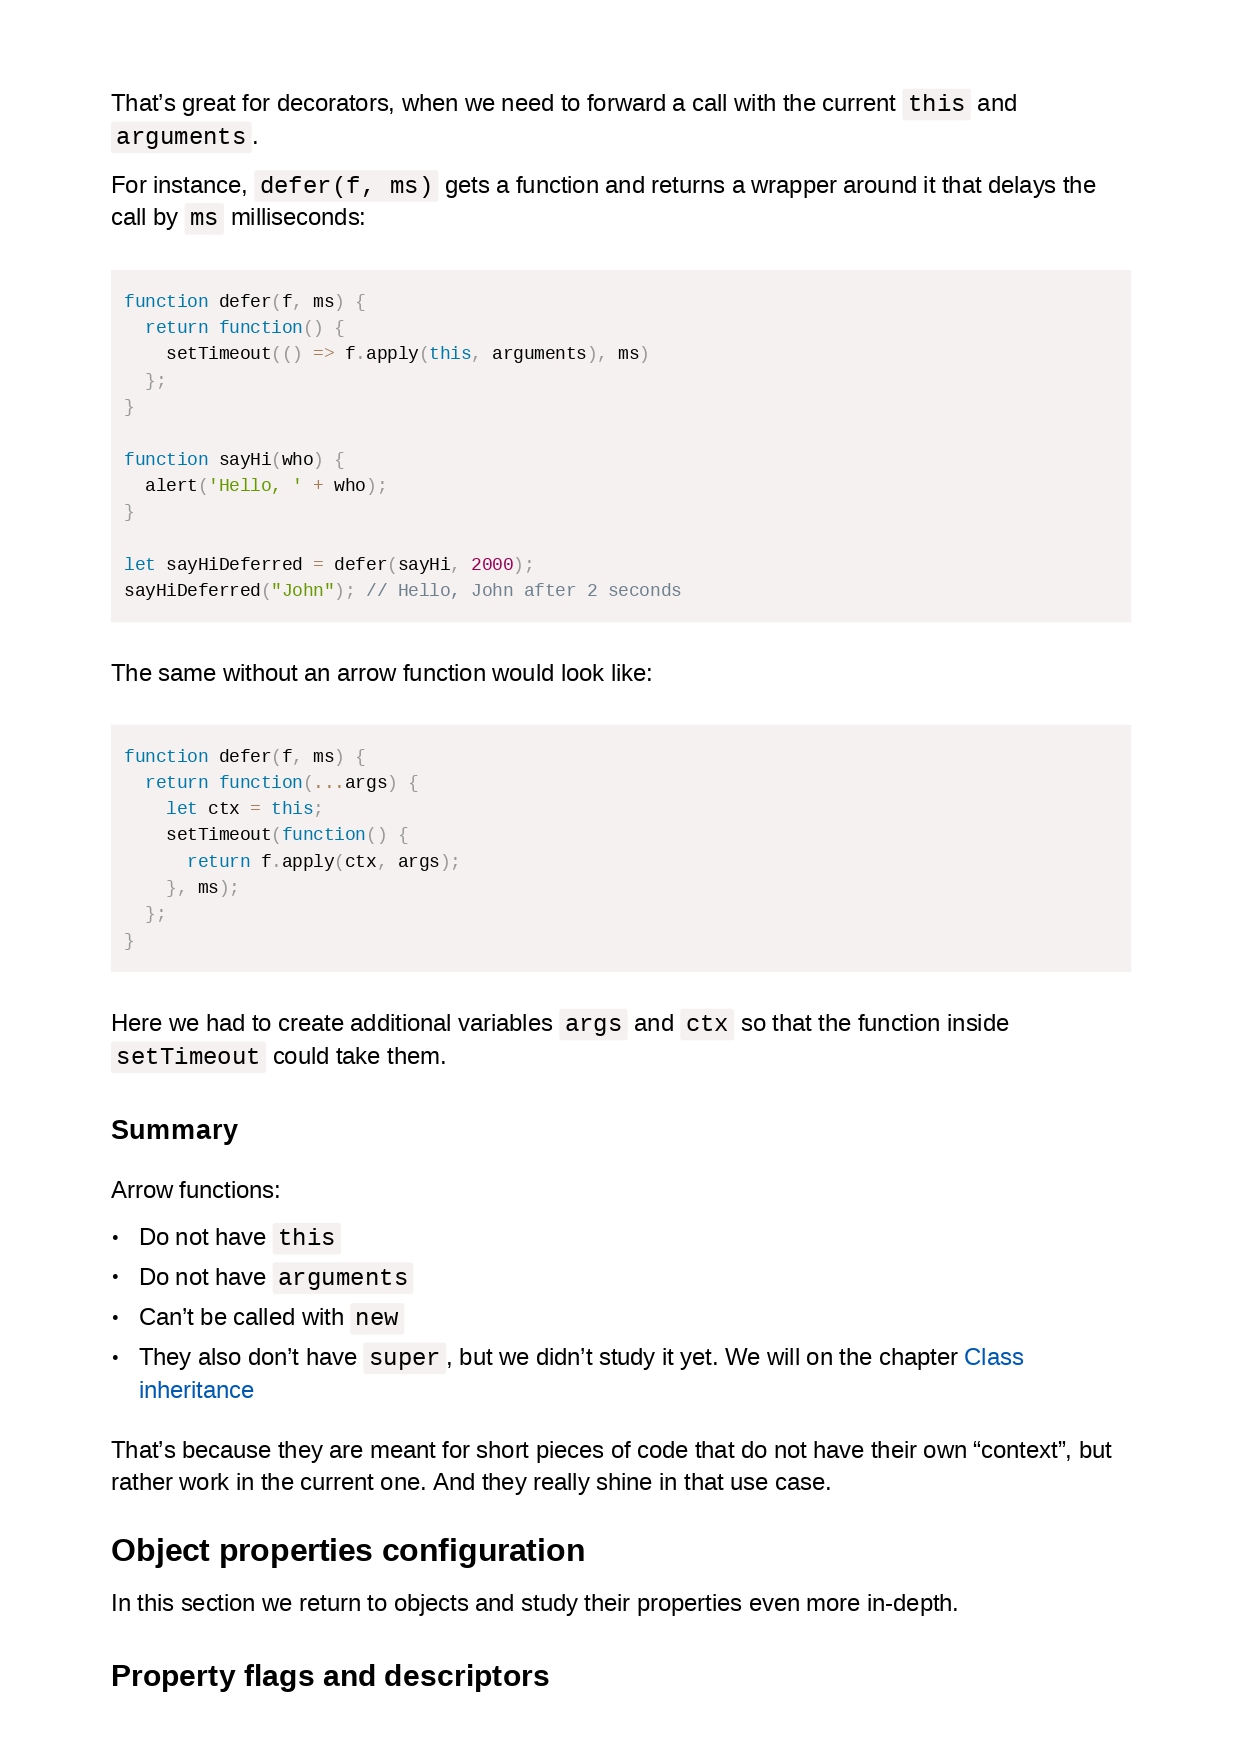 That’s great for decorators, when we need to forward a call with the current this and
arguments.
For instance, defer(f, ms) gets a function and returns a wrapper around it that delays the
call by ms milliseconds:
function defer(f, ms) {
  return function() {
    setTimeout(() => f.apply(this, arguments), ms)
  };
}
function sayHi(who) {
  alert('Hello, ' + who);
}
let sayHiDeferred = defer(sayHi, 2000);
sayHiDeferred("John"); // Hello, John after 2 seconds
The same without an arrow function would look like:
function defer(f, ms) {
  return function(...args) {
    let ctx = this;
    setTimeout(function() {
      return f.apply(ctx, args);
    }, ms);
  };
}
Here we had to create additional variables args and ctx so that the function inside
setTimeout could take them.
Summary
Arrow functions:
• Do not have this
• Do not have arguments
• Can’t be called with new
• They also don’t have super, but we didn’t study it yet. We will on the chapter Class
inheritance
That’s because they are meant for short pieces of code that do not have their own “context”, but
rather work in the current one. And they really shine in that use case.
Object properties configuration
In this section we return to objects and study their properties even more in-depth.
Property flags and descriptors